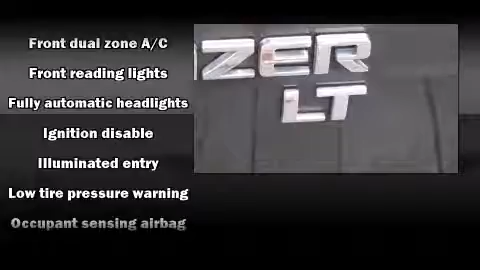 Front dual zone A/C
Front reading lights
Fully automatic headlights
Ignition disable
Illuminated entry
Low tire pressure warning
Occupant sensing airbag
ZER
LT